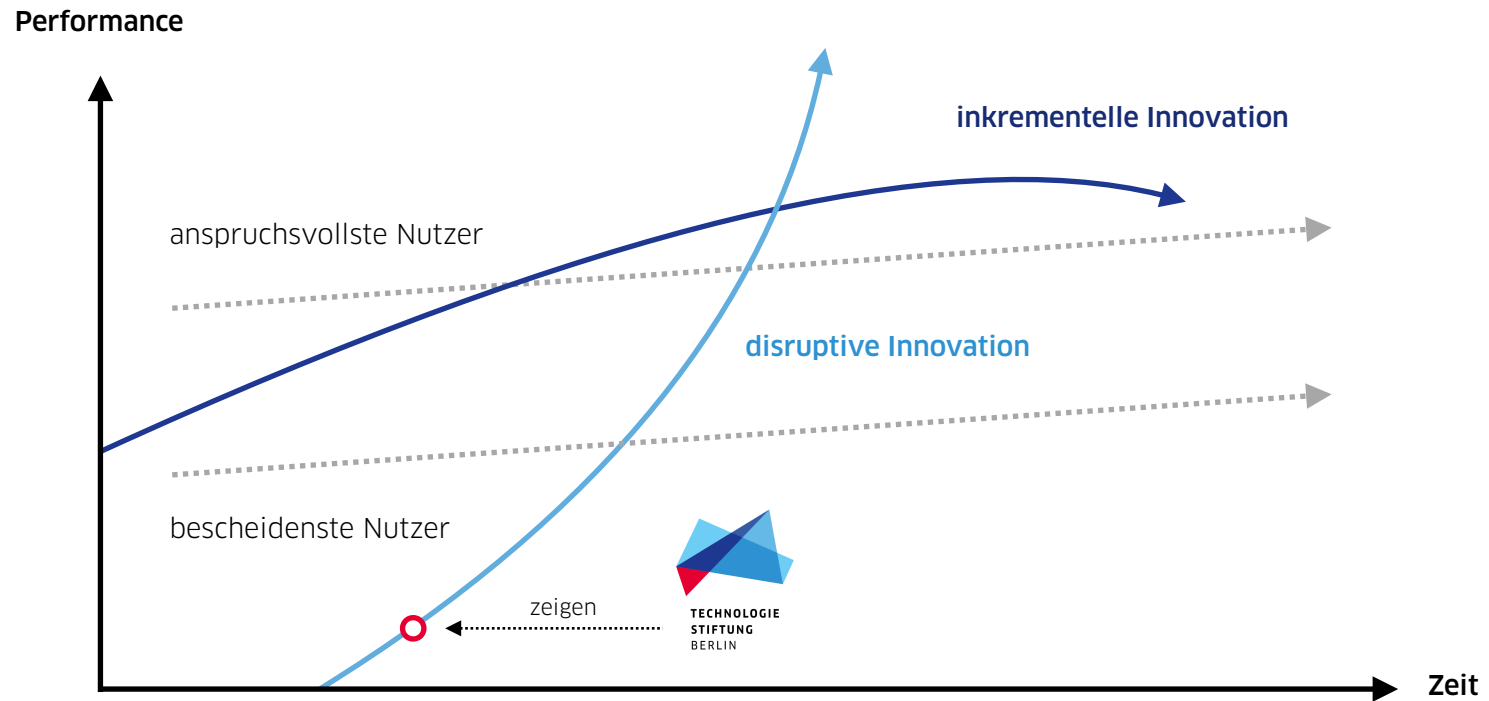 Performance
inkrementelle Innovation
anspruchsvollste Nutzer
disruptive Innovation
bescheidenste Nutzer
zeigen
TECHNOLOGIE
STIFTUNG
BERLIN
Zeit